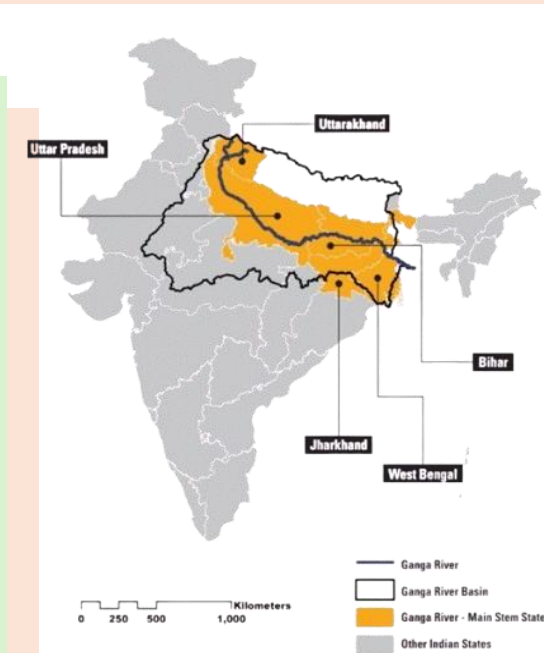 Uttarakhand
Uttar Pradesh
Bihar
Jharkhand
West Bengal
Ganga River
Ganga River Basin
Kilometers
0 250 500 1,000
Ganga River - Main Stem State
Other Indian States